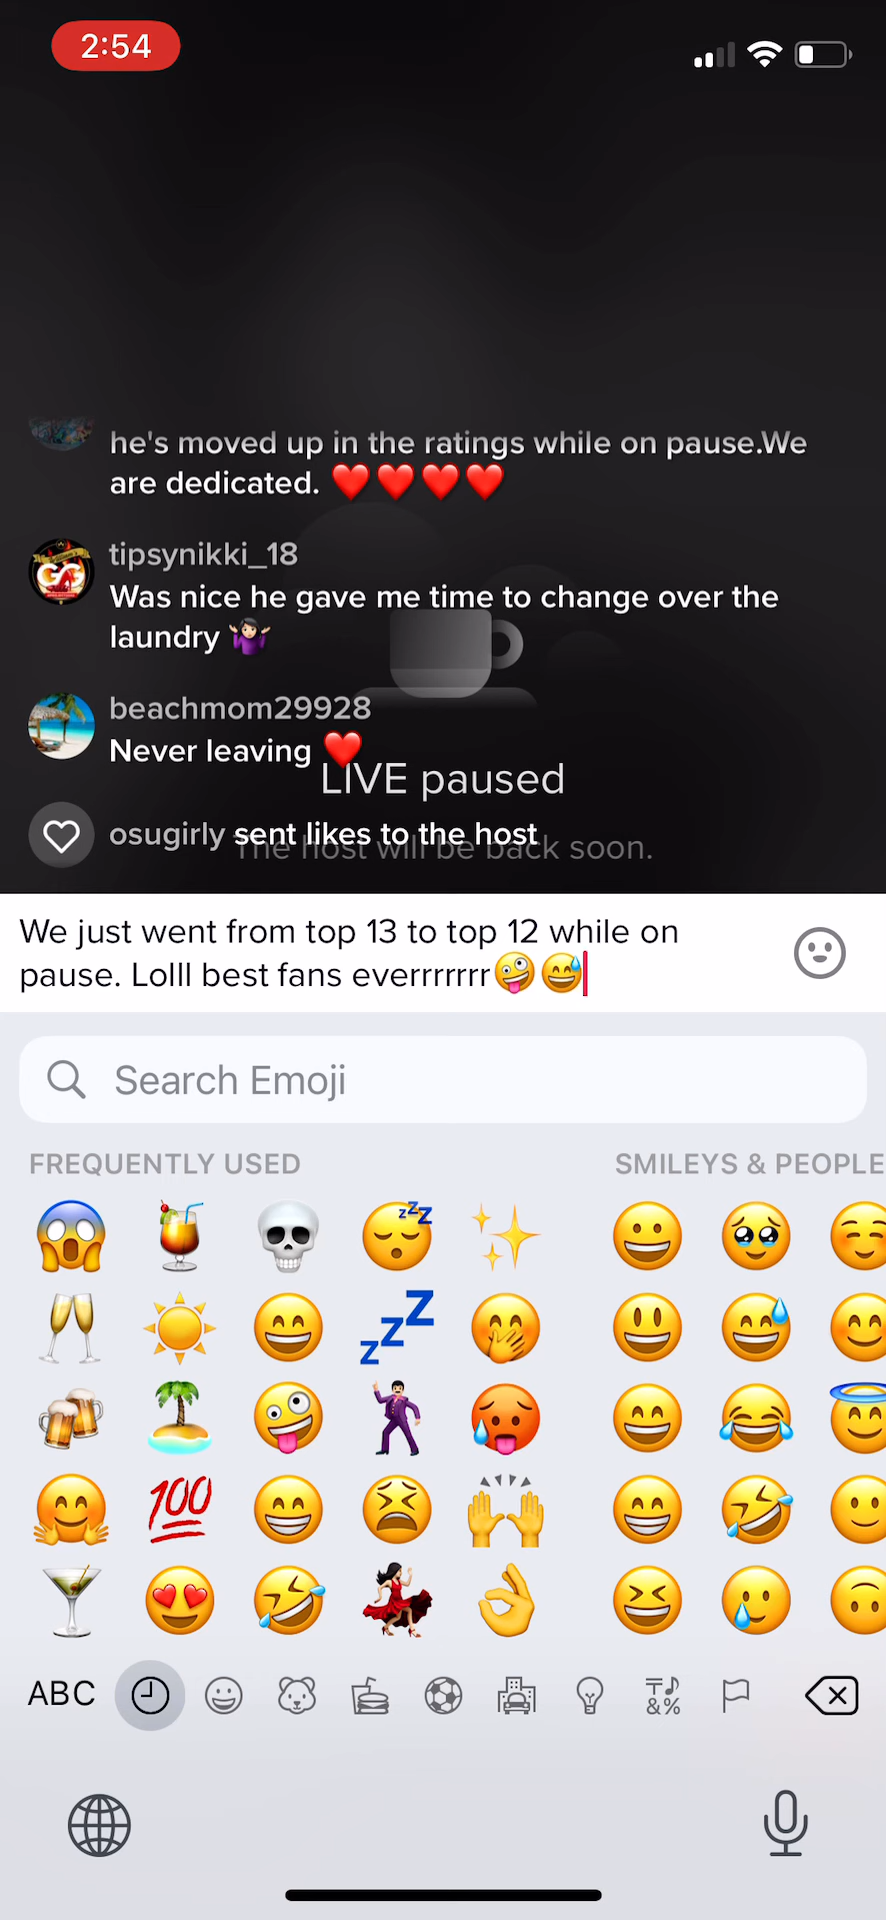 2:54
he's moved up in the ratings while on pause.We
are dedicated. ❤️❤️❤️❤️
tipsynikki_18
Was nice he gave me time to change over the
laundry 🤷🏻‍♀️
beachmom29928
Never leaving ❤️
LIVE paused
osugirly sent likes to the host
The host will be back soon.
We just went from top 13 to top 12 while on
pause. Lolll best fans everrrrrrr🤪😅
Search Emoji
FREQUENTLY USED
SMILEYS & PEOPLE
ABC